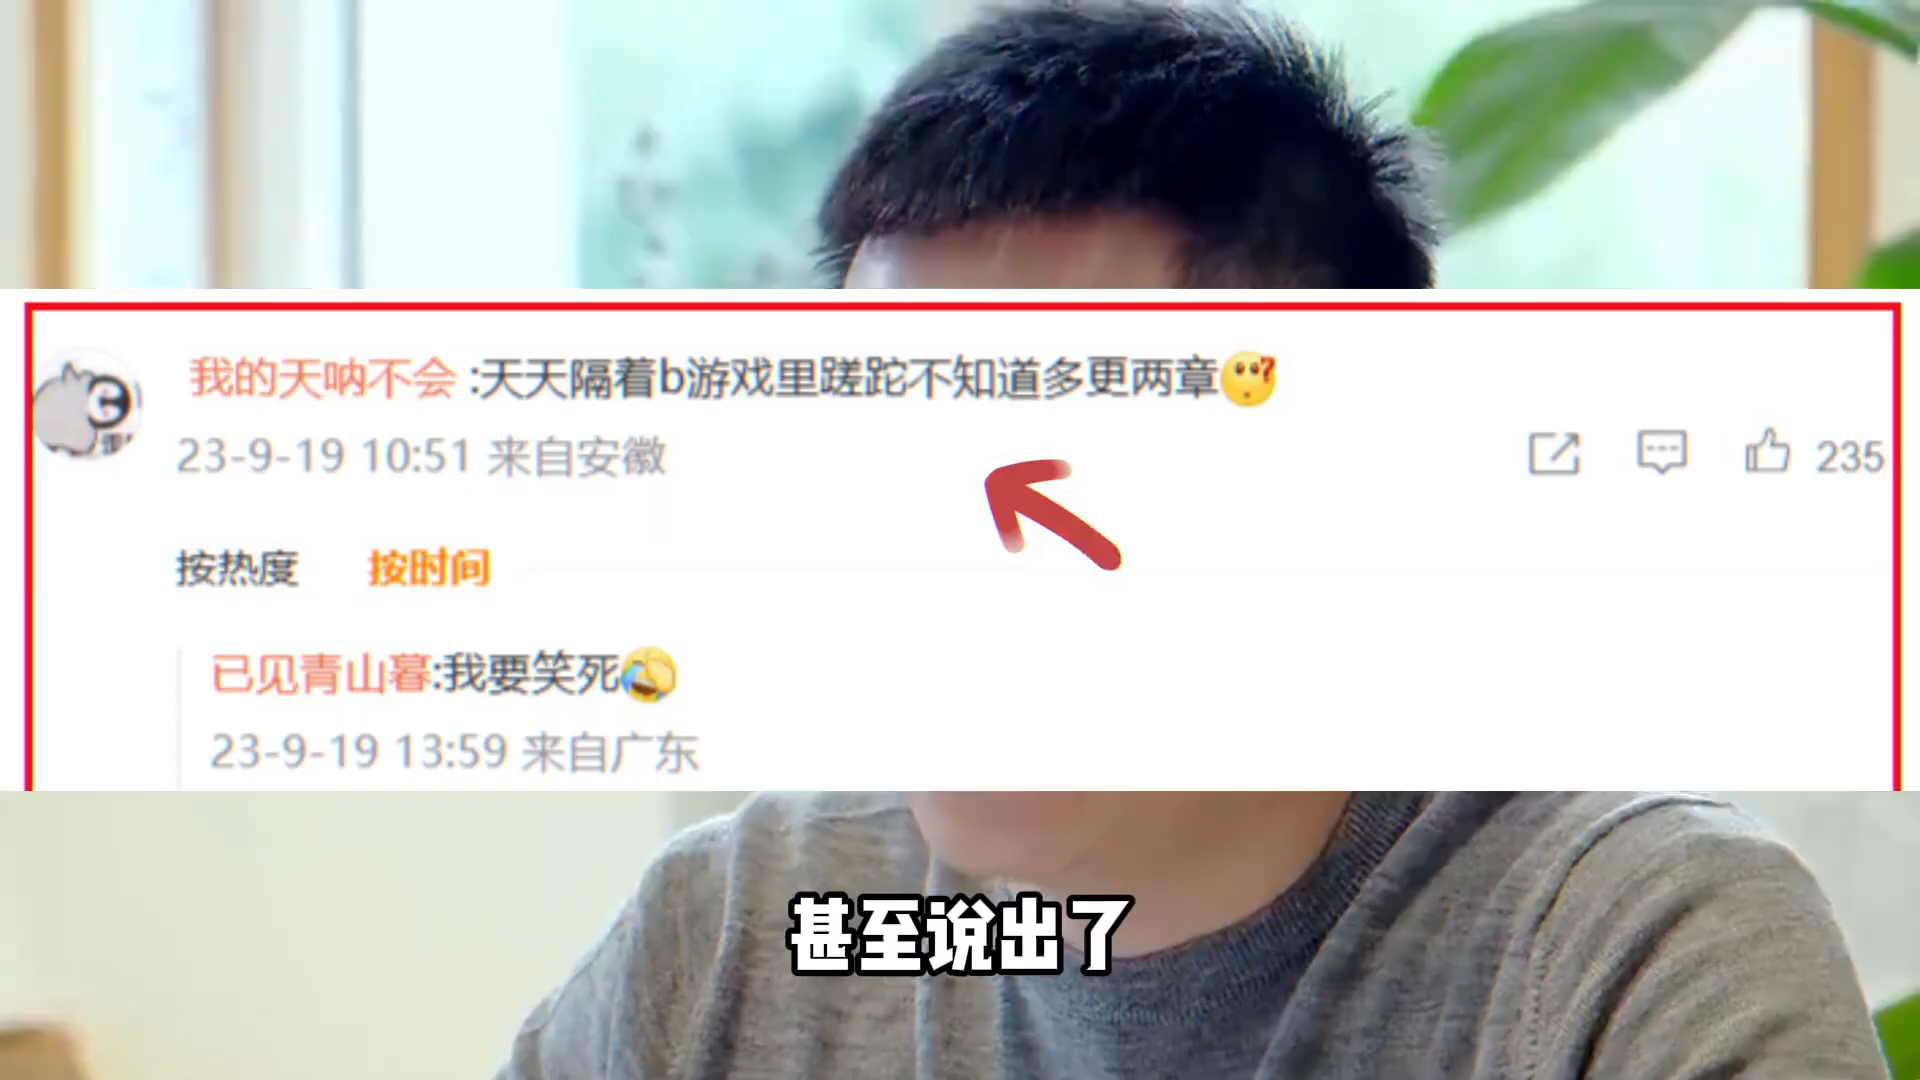 我的天呐不会:天天隔着b游戏里蹉跎不知道多更两章
23-9-19 10:51 来自安徽
235
按热度 按时间
已见青山暮:我要笑死
23-9-19 13:59 来自广东
甚至说出了